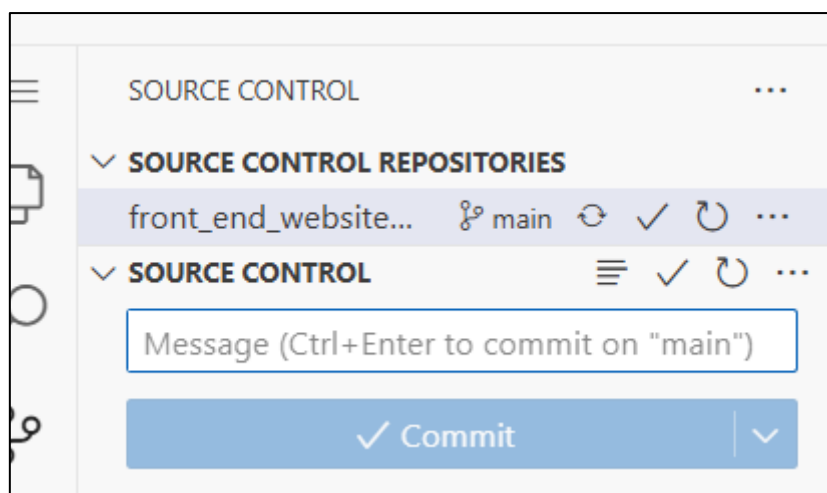 SOURCE CONTROL
SOURCE CONTROL REPOSITORIES
front_end_website... main
SOURCE CONTROL
Message (Ctrl+Enter to commit on "main")
Commit